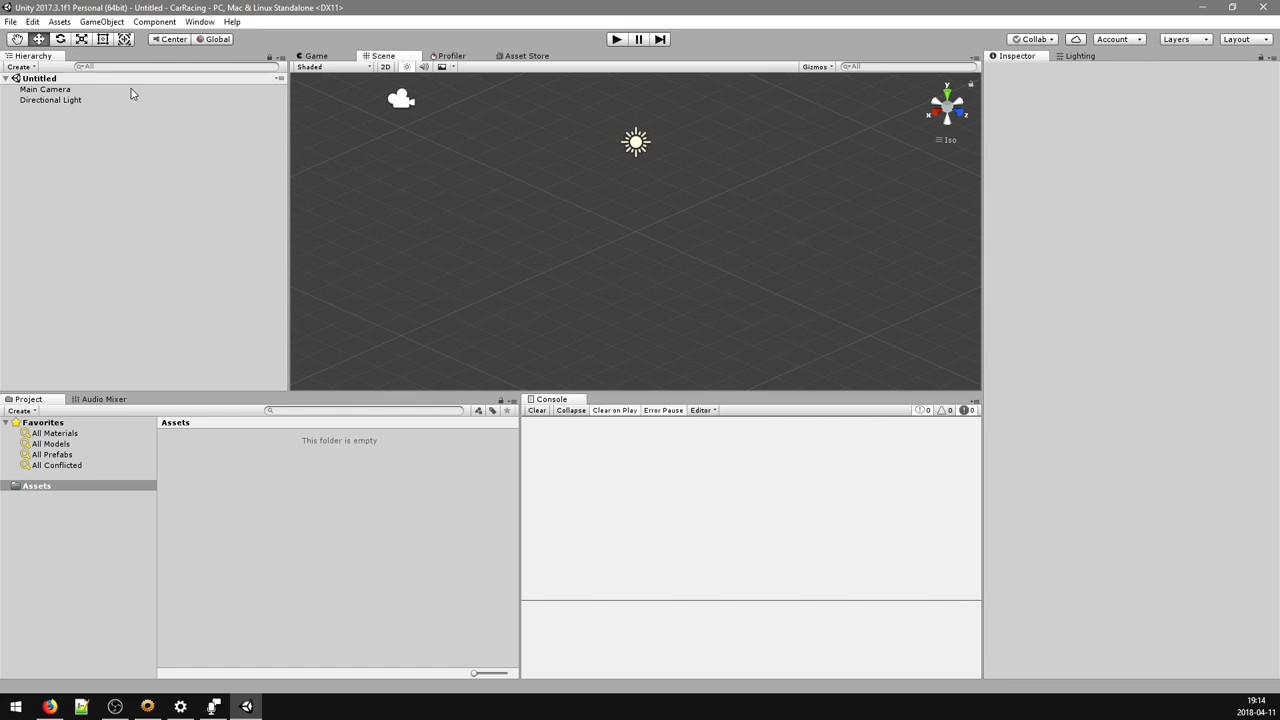 Unity 2017.3.1f1 Personal (64bit) - Untitled - CarRacing - PC, Mac & Linux Standalone <DX11>
File Edit Assets GameObject Component Window Help
Center Global Collab Account Layers Layout
Hierarchy Game Scene Profiler Asset Store Inspector Lighting
Create All Shaded 2D Gizmos All
Untitled
Main Camera
Directional Light
y
x z
Iso
Project Audio Mixer Console
Create Clear Collapse Clear on Play Error Pause Editor 0 0 0
Favorites Assets
All Materials
This folder is empty
All Models
All Prefabs
All Conflicted
Assets
19:14
2018-04-11